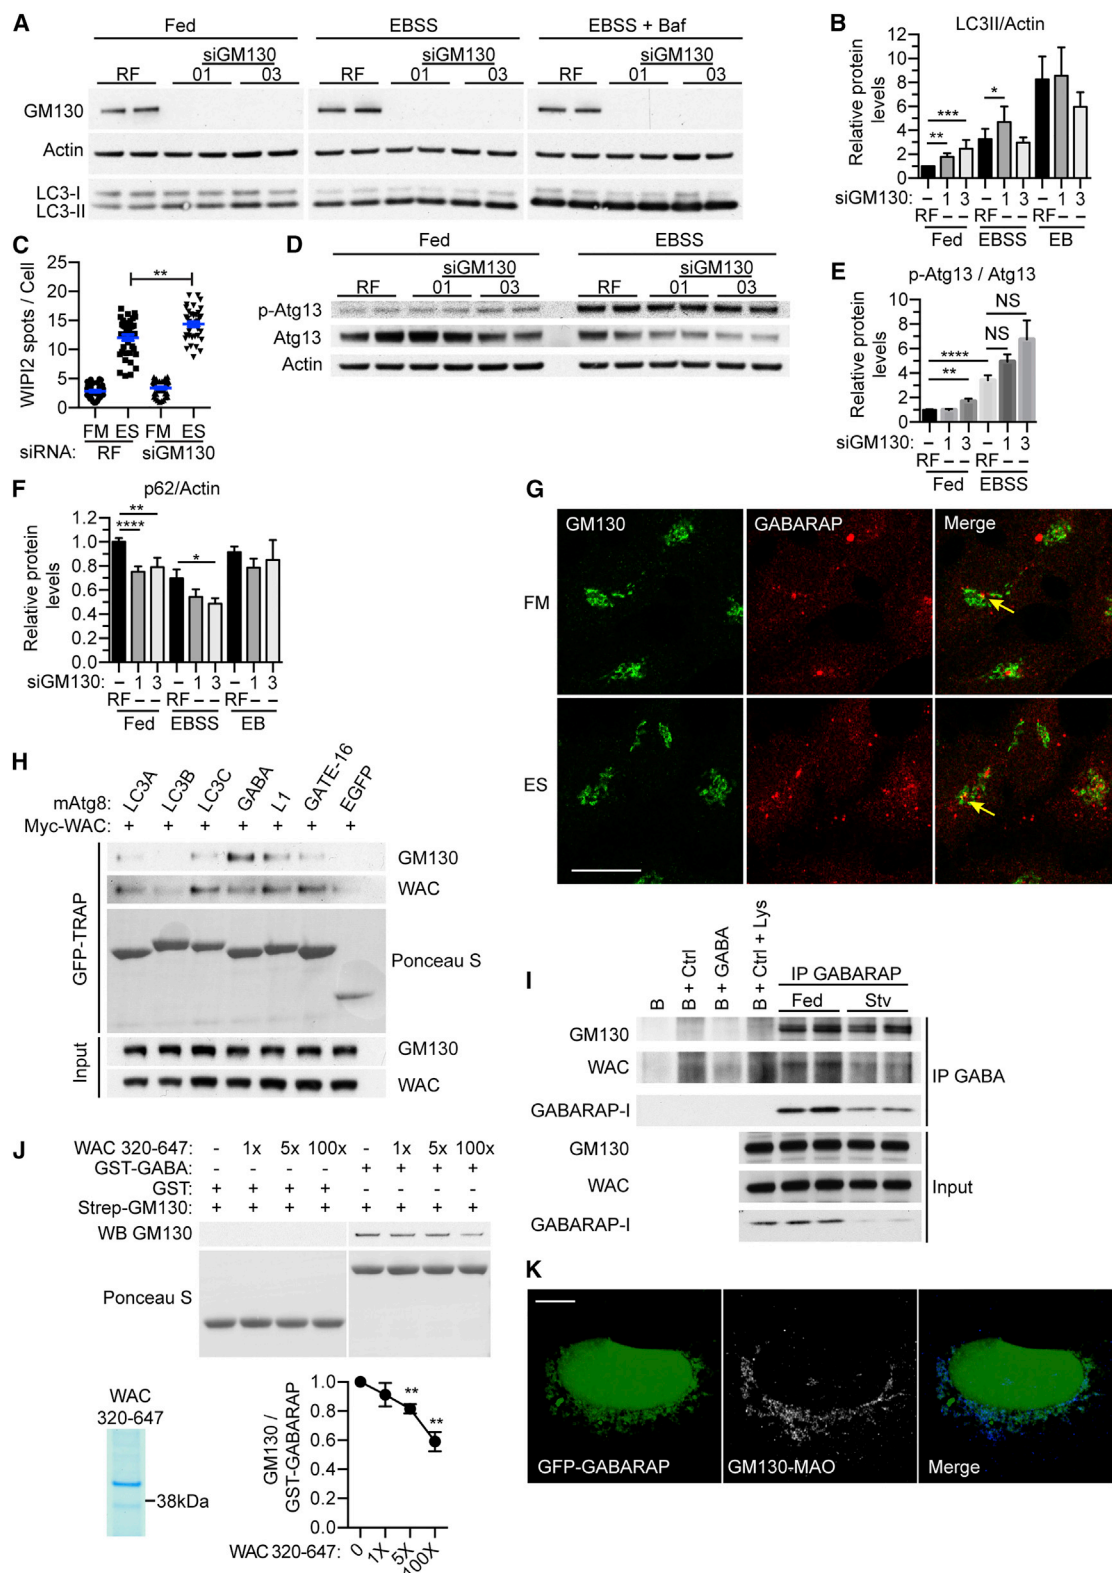 A
Fed EBSS EBSS + Baf
siGM130 siGM130 siGM130
RF 01 03 RF 01 03 RF 01 03
GM130
Actin
LC3-I
LC3-II
B
LC3II/Actin
Relative protein levels
12
10
8
6
4
2
0
* *** **
siGM130: – 1 3 – 1 3 – 1 3
RF – – RF – – RF – –
Fed EBSS EB
C
WIPI2 spots / Cell
25
20
15
10
5
0
**
FM ES FM ES
siRNA: RF siGM130
D
Fed EBSS
siGM130 siGM130
RF 01 03 RF 01 03
p-Atg13
Atg13
Actin
E
p-Atg13 / Atg13
Relative protein levels
10
8
6
4
2
0
NS
NS
****
**
siGM130: – 1 3 – 1 3
RF – – RF – –
Fed EBSS
F
p62/Actin
Relative protein levels
1.2
1.0
0.8
0.6
0.4
0.2
0.0
**
****
*
siGM130: – 1 3 – 1 3 – 1 3
RF – – RF – – RF – –
Fed EBSS EB
G
GM130 GABARAP Merge
FM
ES
H
mAtg8: LC3A LC3B LC3C GABA L1 GATE-16 EGFP
Myc-WAC: + + + + + + +
GFP-TRAP
GM130
WAC
Ponceau S
Input
GM130
WAC
I
B B + Ctrl B + GABA B + Ctrl + Lys IP GABARAP
Fed Stv
GM130
WAC
GABARAP-I
IP GABA
GM130
WAC
GABARAP-I
Input
J
WAC 320-647: - 1x 5x 100x - 1x 5x 100x
GST-GABA: - - - - + + + +
GST: + + + + - - - -
Strep-GM130: + + + + + + + +
WB GM130
Ponceau S
WAC
320-647
38kDa
GM130 /
GST-GABARAP
1.0
0.8
0.6
0.4
0.2
0.0
**
**
WAC 320-647: 0 1X 5X 100X
K
GFP-GABARAP GM130-MAO Merge